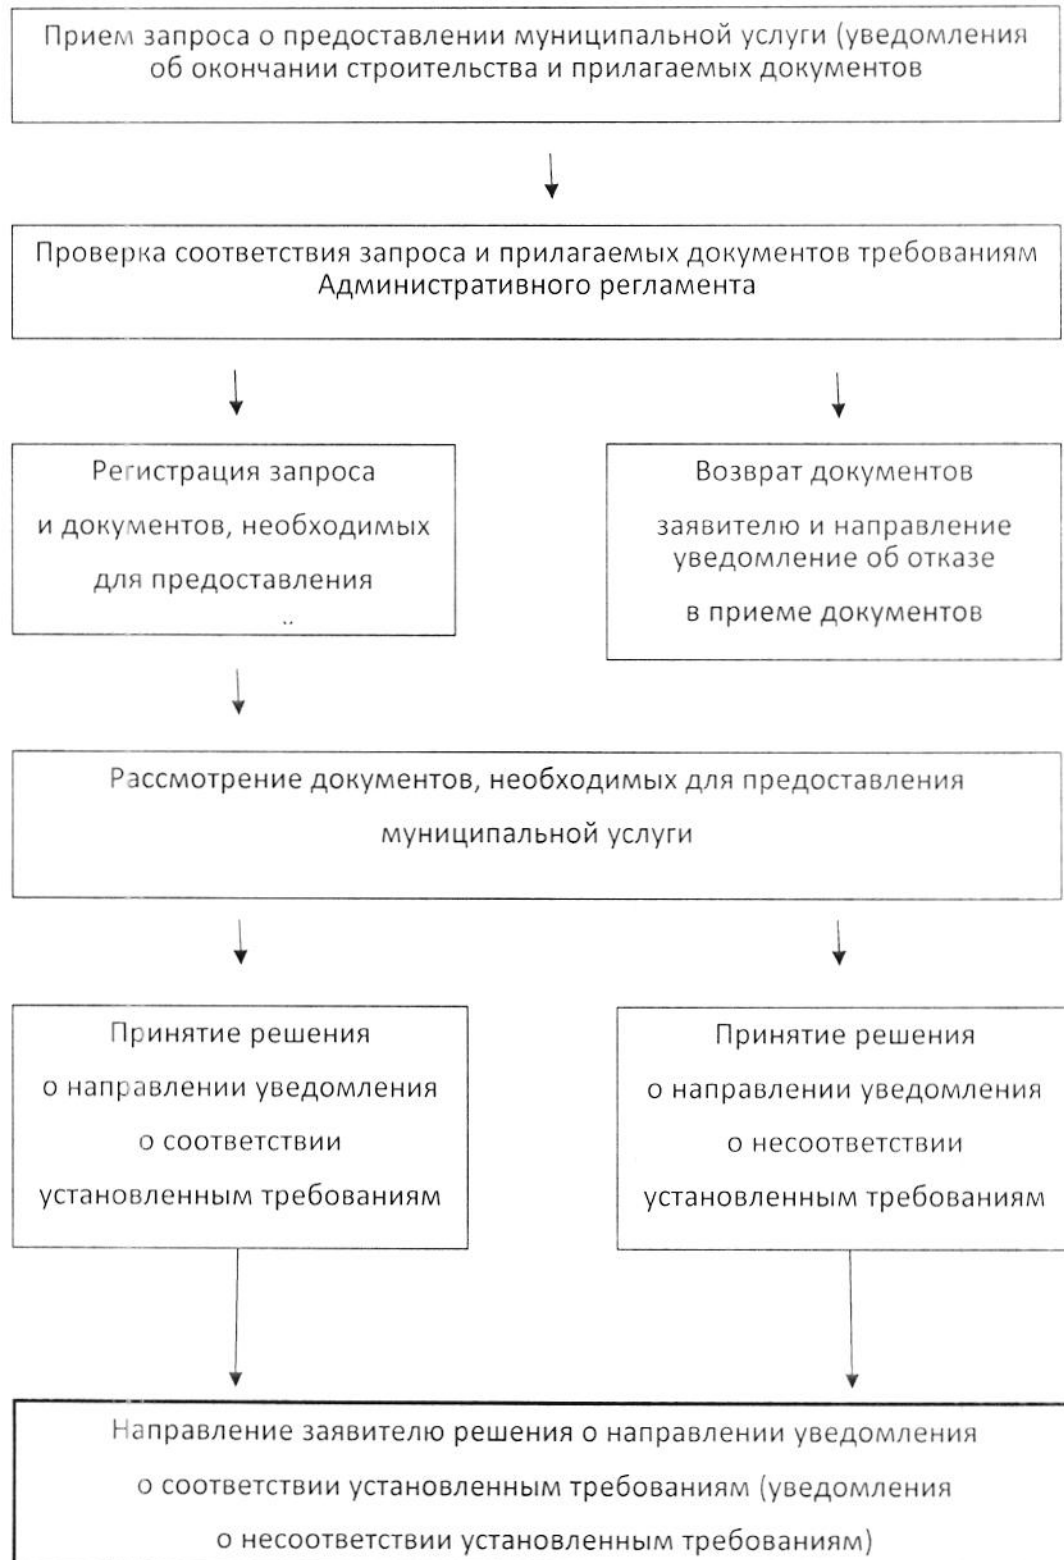 Прием запроса о предоставлении муниципальной услуги (уведомления
об окончании строительства и прилагаемых документов
Проверка соответствия запроса и прилагаемых документов требованиям
Административного регламента
Регистрация запроса
и документов, необходимых
для предоставления
Возврат документов
заявителю и направление
уведомление об отказе
в приеме документов
Рассмотрение документов, необходимых для предоставления
муниципальной услуги
Принятие решения
о направлении уведомления
о соответствии
установленным требованиям
Принятие решения
о направлении уведомления
о несоответствии
установленным требованиям
Направление заявителю решения о направлении уведомления
о соответствии установленным требованиям (уведомления
о несоответствии установленным требованиям)